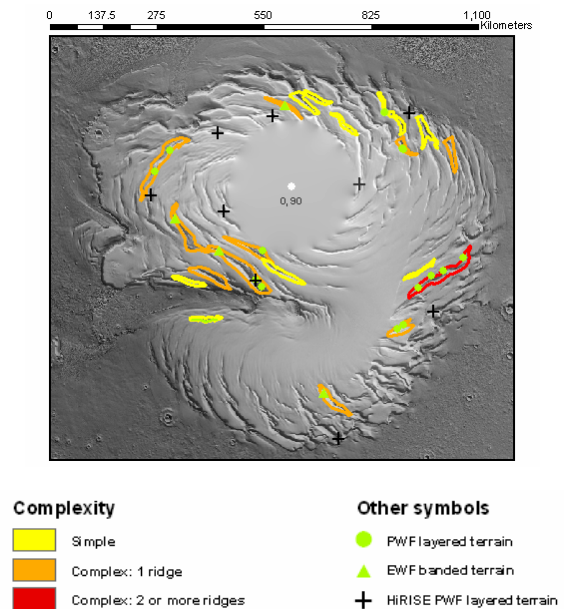 0 137.5 275 550 825 1,100
Kilometers
0, 90
Complexity
Simple
Complex: 1 ridge
Complex: 2 or more ridges
Other symbols
PWF layered terrain
EWF banded terrain
HiRISE PWF layered terrain